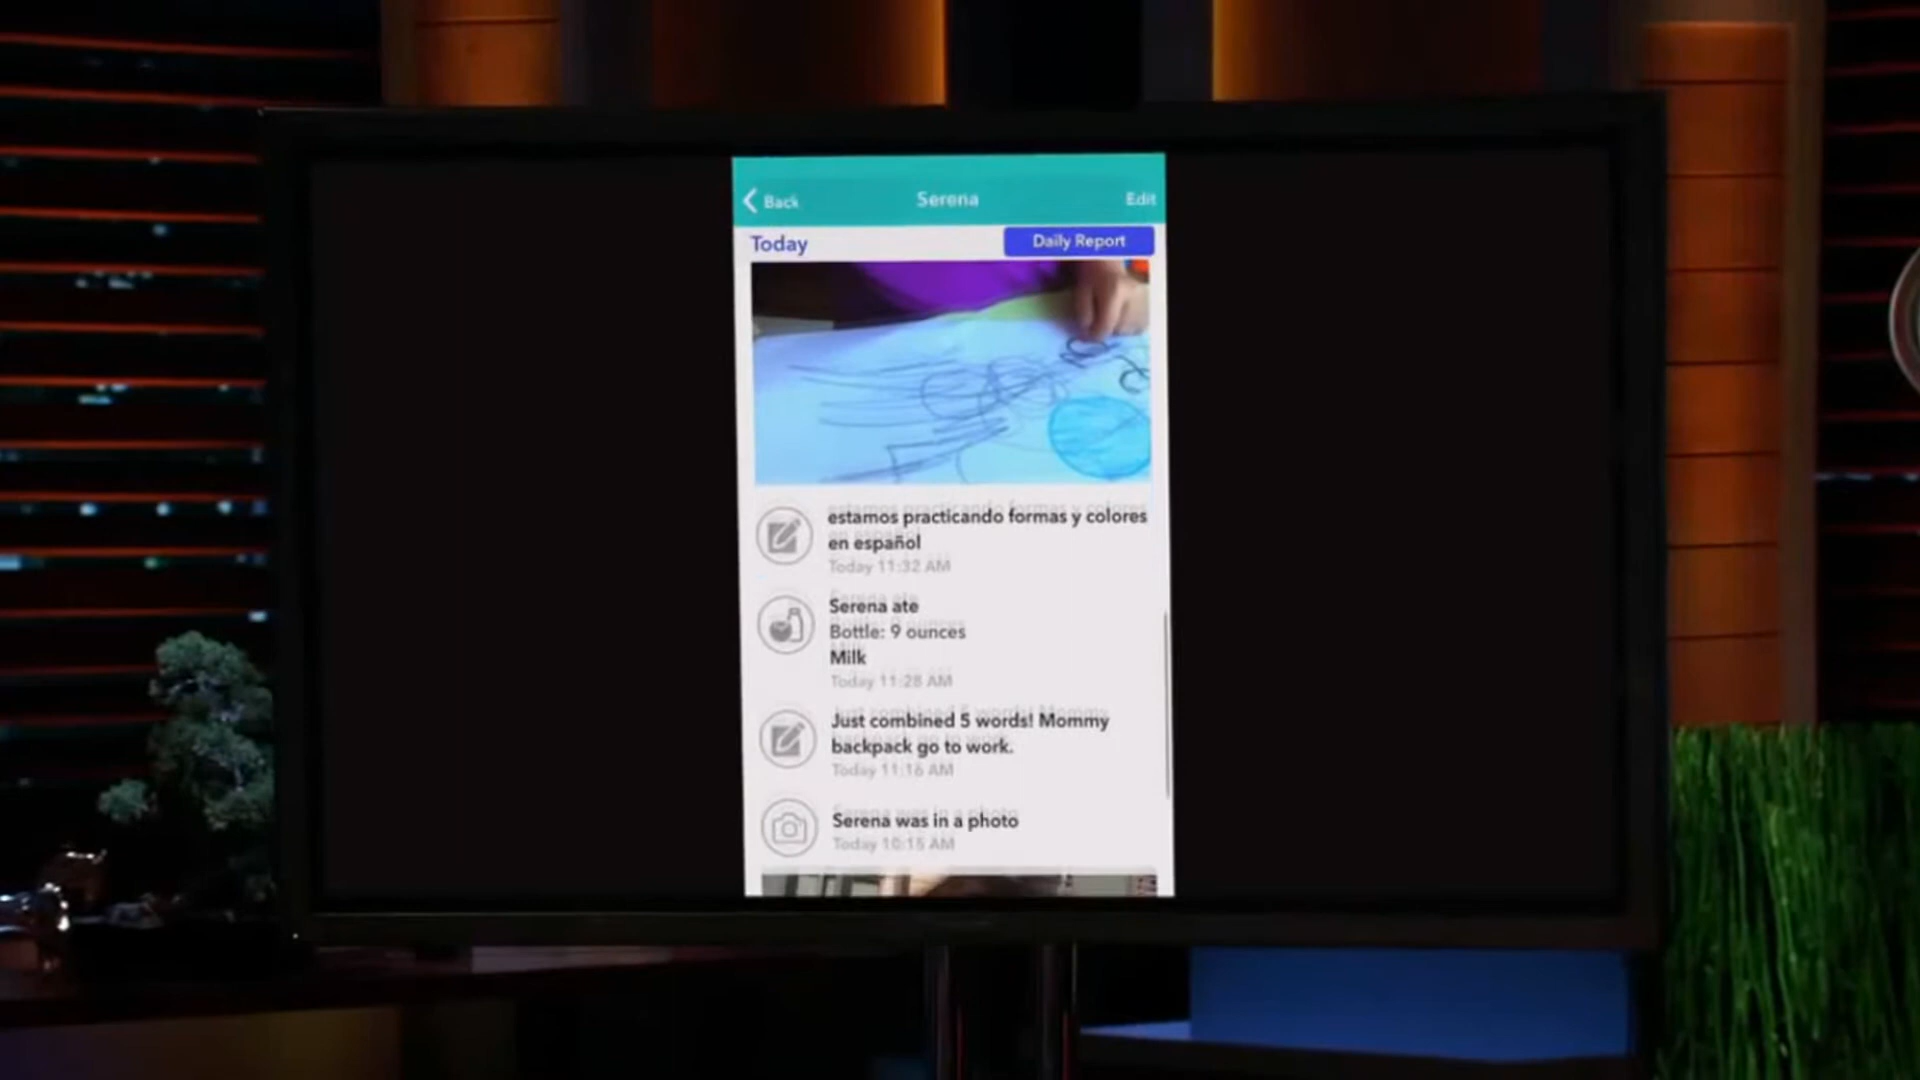 Back
Serena
Edit
Today
Daily Report
estamos practicando formas y colores
en español
Today 11:32 AM
Serena ate
Bottle: 9 ounces
Milk
Today 11:28 AM
Just combined 5 words! Mommy
backpack go to work.
Today 11:16 AM
Serena was in a photo
Today 10:15 AM